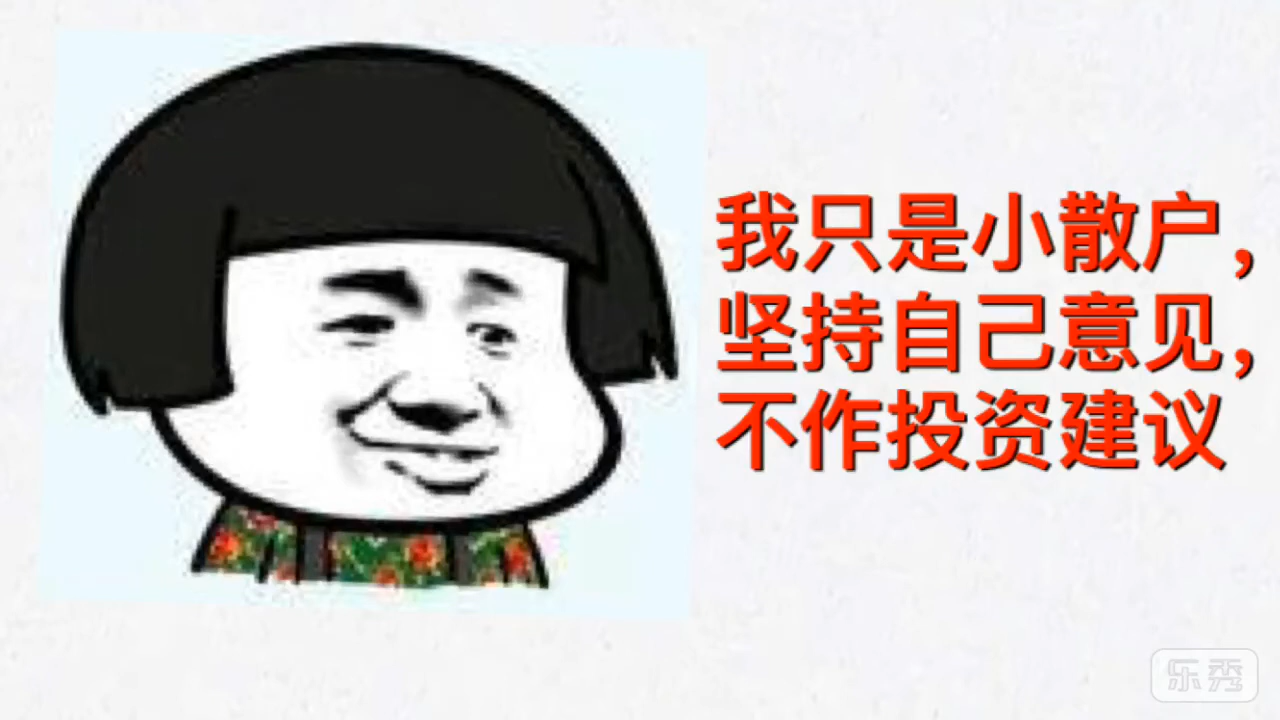 我只是小散户，
坚持自己意见，
不作投资建议
乐秀